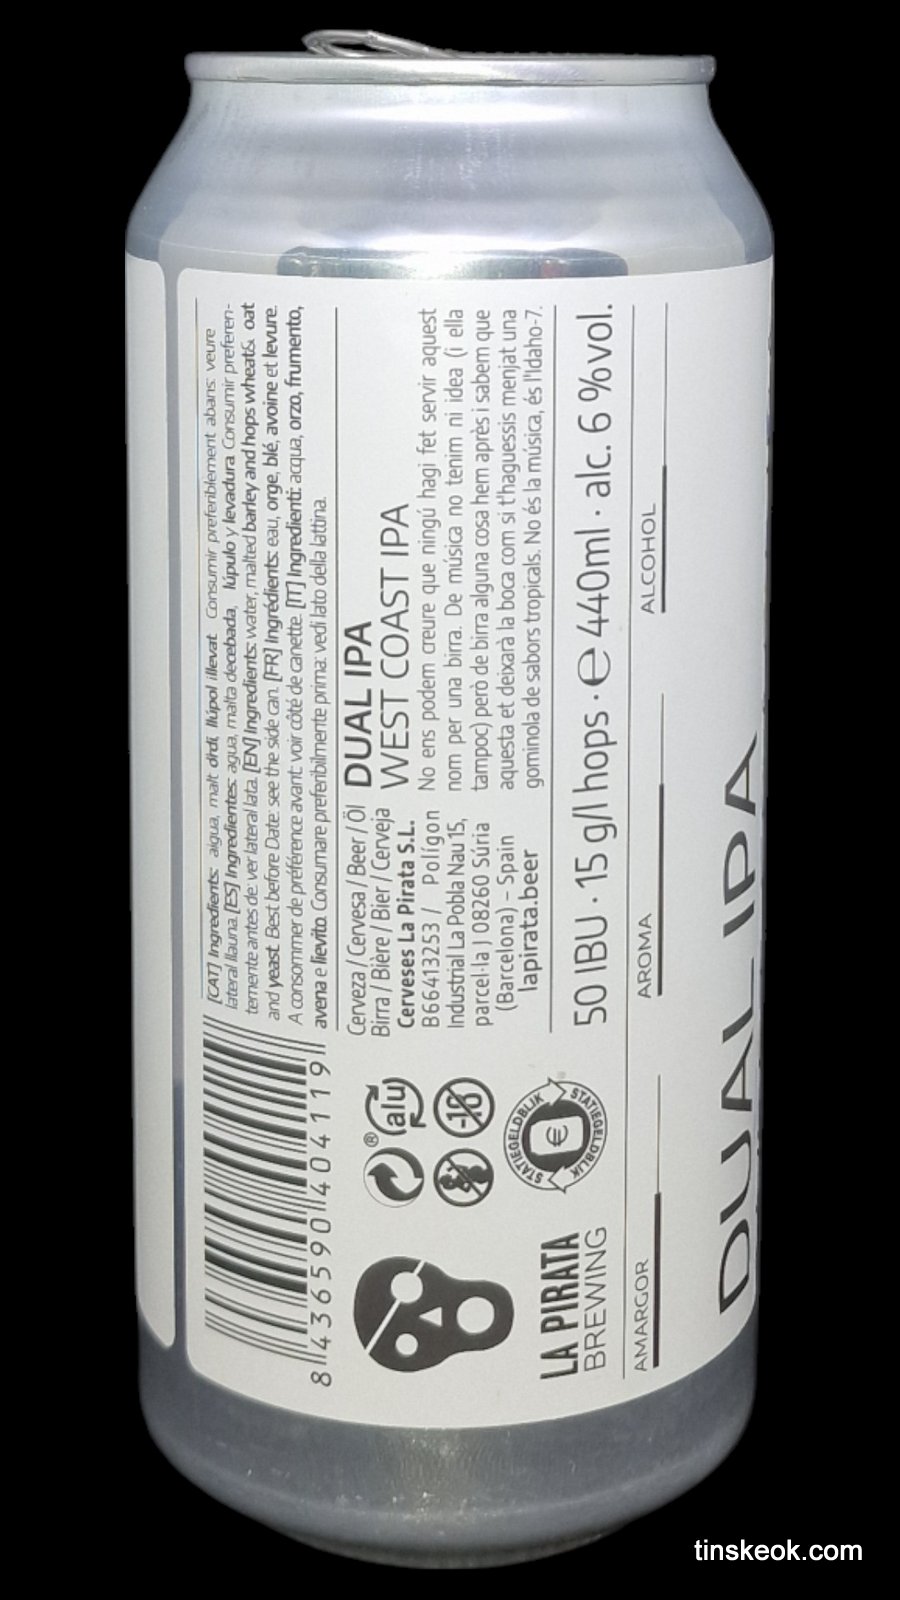 [CAT] Ingredients: aigua, malt d'rdi, llúpol i llevat. Consumir preferiblement abans: veure
lateral llauna. [ES] Ingredientes: agua, malta decebada, lúpulo y levadura. Consumir preferen-
temente antes de: ver lateral lata. [EN] Ingredients: water, malted barley and hops wheat& oat
and yeast. Best before Date: see the side can. [FR] Ingrédients: eau, orge, blé, avoine et levure.
A consommer de préférence avant: voir côté de canette. [IT] Ingredienti: acqua, orzo, frumento,
avena e lievito. Consumare preferibilmente prima: vedi lato della lattina.
8 436590 404119
Cerveza / Cervesa / Beer / Öl
Birra / Bière / Bier / Cerveja
Cerveses La Pirata S.L.
B66413253 / Polígon
Industrial La Pobla Nau 15,
parcel·la J 08260 Súria
(Barcelona) – Spain
lapirata.beer
DUAL IPA
WEST COAST IPA
No ens podem creure que ningú hagi fet servir aquest
nom per una birra. De música no tenim ni idea (i ella
tampoc) però de birra alguna cosa hem après i sabem que
aquesta et deixarà la boca com si t'haguessis menjat una
gominola de sabors tropicals. No és la música, és l'Idaho-7.
®
alu
-18
STATIEGELDBLIK
€
STATIEGELDBLIK
LA PIRATA
BREWING
50 IBU · 15 g/l hops · ℮ 440ml · alc. 6 %vol.
AMARGOR
AROMA
ALCOHOL
DUAL IPA
tinskeok.com